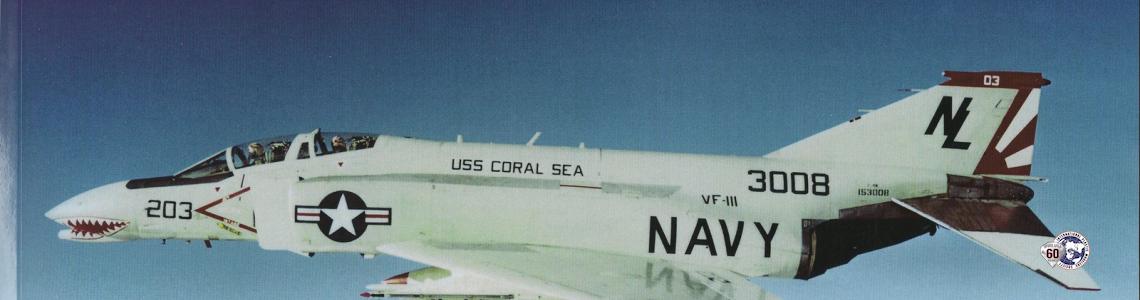 03
NL
USS CORAL SEA
3008
153008
VF-111
203
NAVY
60